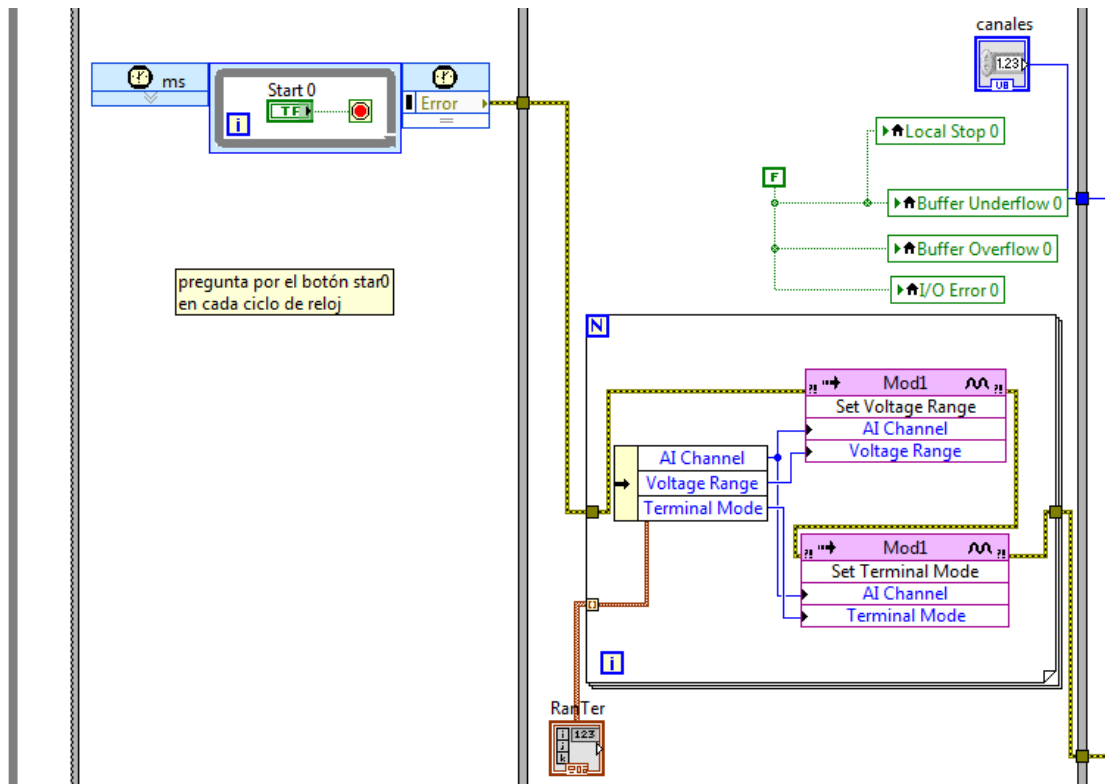 canales
1.23
U8
ms
Start 0
TF
i
Error
Local Stop 0
F
Buffer Underflow 0
Buffer Overflow 0
I/O Error 0
pregunta por el botón star0
en cada ciclo de reloj
N
Mod1
Set Voltage Range
AI Channel
Voltage Range
AI Channel
Voltage Range
Terminal Mode
Mod1
Set Terminal Mode
AI Channel
Terminal Mode
i
RanTer
i
j
k
123